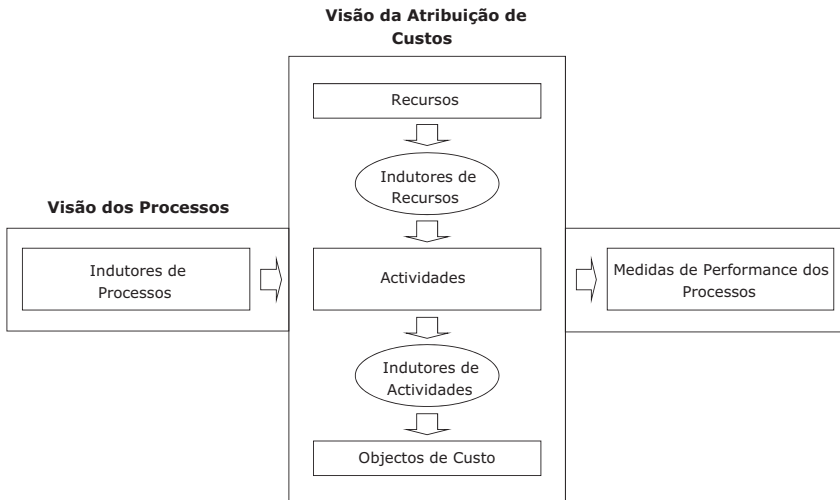 Visão da Atribuição de
Custos
Recursos
Indutores de
Recursos
Visão dos Processos
Indutores de
Processos
Actividades
Medidas de Performance dos
Processos
Indutores de
Actividades
Objectos de Custo